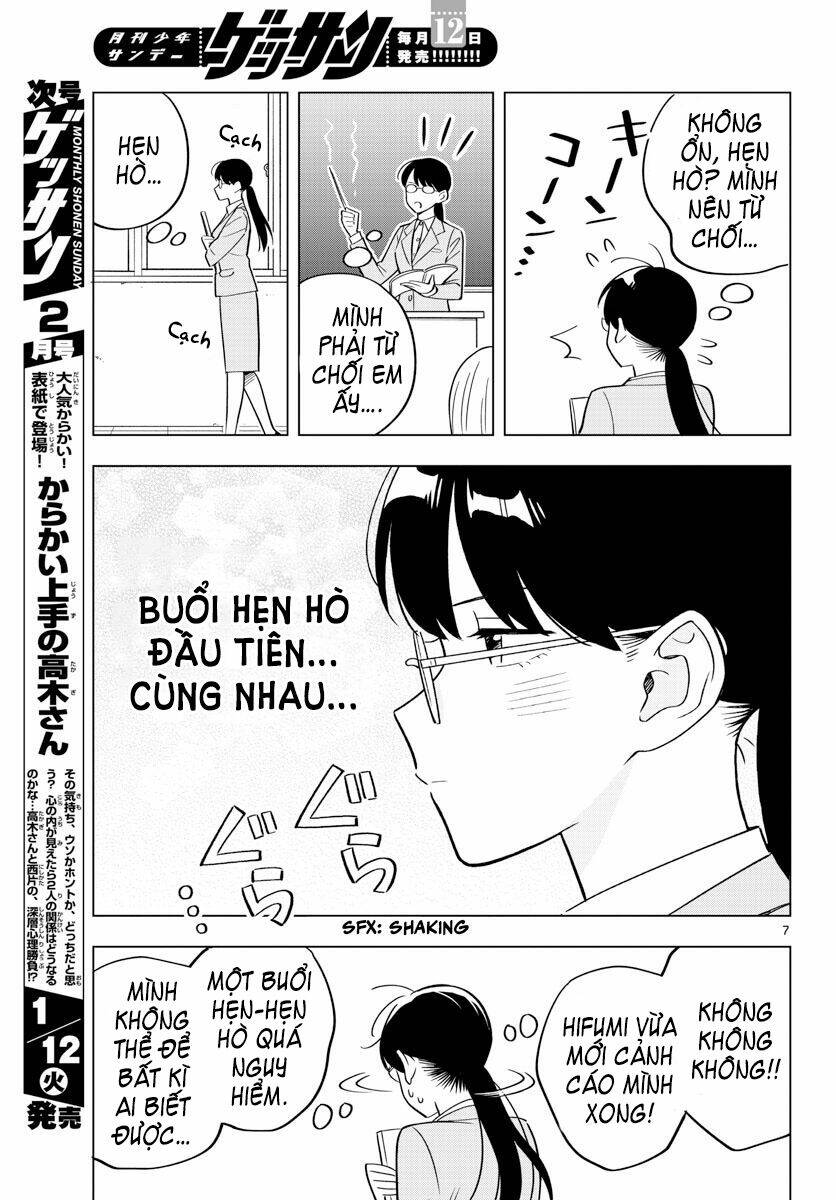 月刊少年
サンデー
ゲッサン
毎月12日
発売!!!!!!!!!
次号
ゲッサン
MONTHLY SHONEN SUNDAY
2
月号
大人気からかい!
表紙で登場!
からかい上手の高木さん
その気持ち、ウソかホントか、どっちだと思
う?心の内が見えたら2人の関係はどうなる
のかな…高木さんと西片の、深層心理勝負!?
1/12
火
発売
KHÔNG
ỔN, HẸN
HÒ? MÌNH
NÊN TỪ
CHỐI...
コーン
コーン
MÌNH
PHẢI TỪ
CHỐI EM
ẤY....
HẸN
HÒ...
CẠCH
CẠCH
BUỔI HẸN HÒ
ĐẦU TIÊN...
CÙNG NHAU...
SFX: SHAKING
7
KHÔNG
KHÔNG
KHÔNG!!
HIFUMI VỪA
MỚI CẢNH
CÁO MÌNH
XONG!
MỘT BUỔI
HẸN-HẸN
HÒ QUÁ
NGUY
HIỂM.
MÌNH
KHÔNG
THỂ ĐỂ
BẤT KÌ
AI BIẾT
ĐƯỢC...